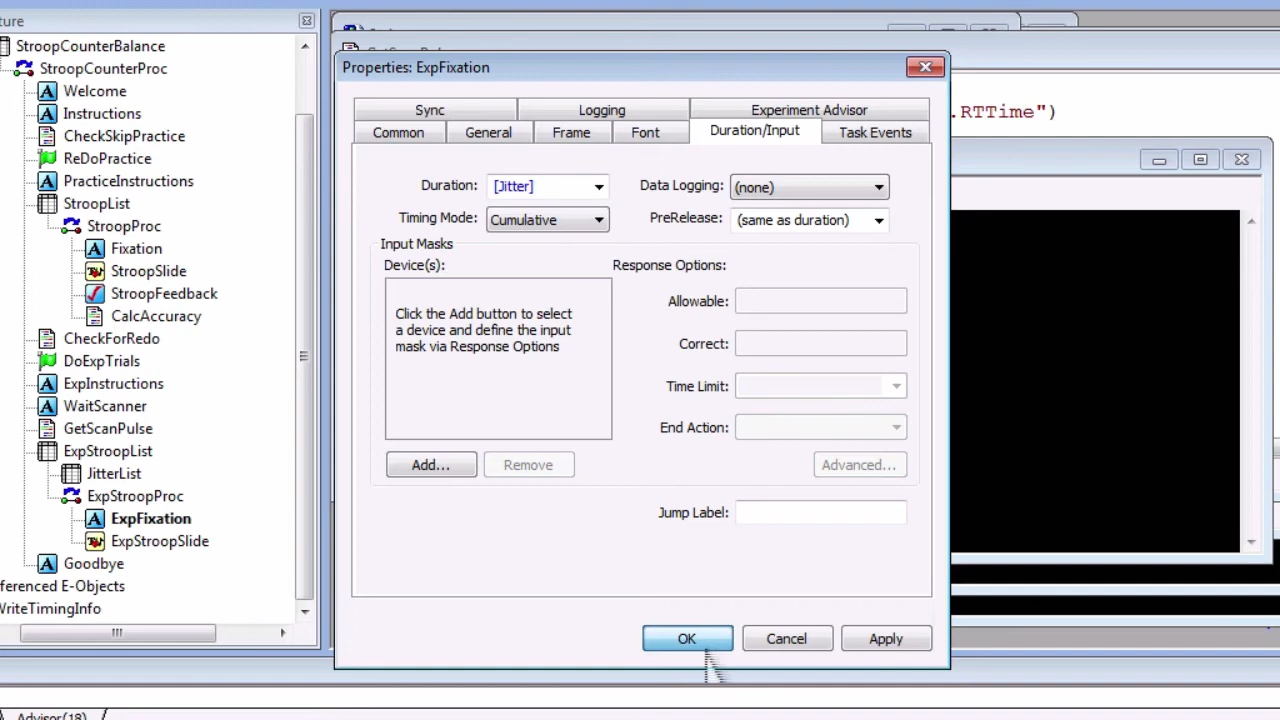 ture
StroopCounterBalance
StroopCounterProc
Welcome
Instructions
CheckSkipPractice
ReDoPractice
PracticeInstructions
StroopList
StroopProc
Fixation
StroopSlide
StroopFeedback
CalcAccuracy
CheckForRedo
DoExpTrials
ExpInstructions
WaitScanner
GetScanPulse
ExpStroopList
JitterList
ExpStroopProc
ExpFixation
ExpStroopSlide
Goodbye
ferenced E-Objects
WriteTimingInfo
Properties: ExpFixation
Sync Logging Experiment Advisor
Common General Frame Font Duration/Input Task Events
Duration: [Jitter] Data Logging: (none)
Timing Mode: Cumulative PreRelease: (same as duration)
Input Masks
Device(s): Response Options:
Click the Add button to select
a device and define the input
mask via Response Options
Allowable:
Correct:
Time Limit:
End Action:
Add... Remove Advanced...
Jump Label:
OK Cancel Apply
.RTTime")
Advisor(18)